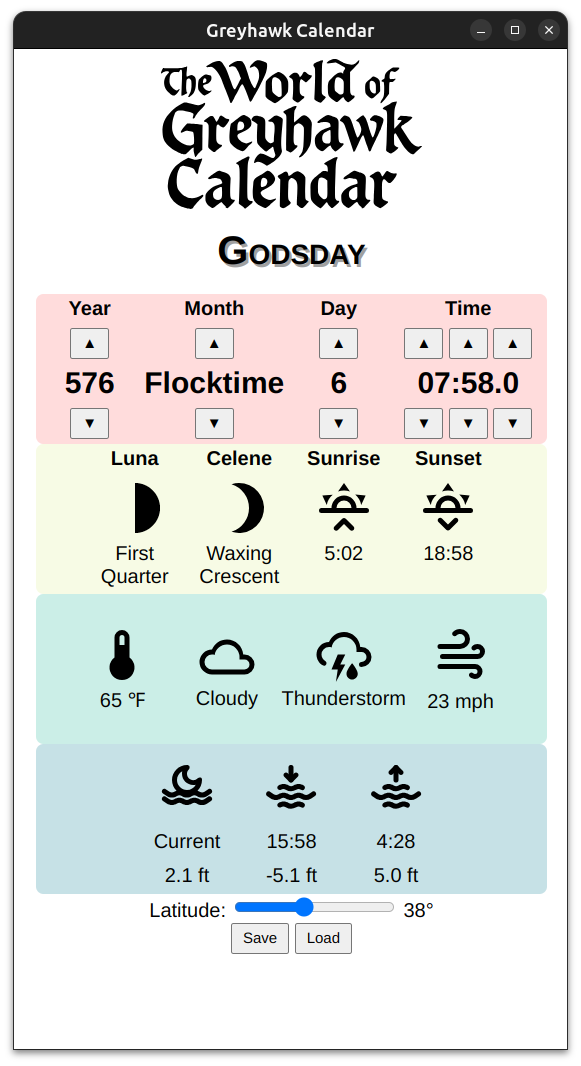 Greyhawk Calendar
The World of
Greyhawk
Calendar
Godsday
Year Month Day Time
576 Flocktime 6 07:58.0
Luna Celene Sunrise Sunset
First Waxing 5:02 18:58
Quarter Crescent
65 °F Cloudy Thunderstorm 23 mph
Current 15:58 4:28
2.1 ft -5.1 ft 5.0 ft
Latitude: 38°
Save Load